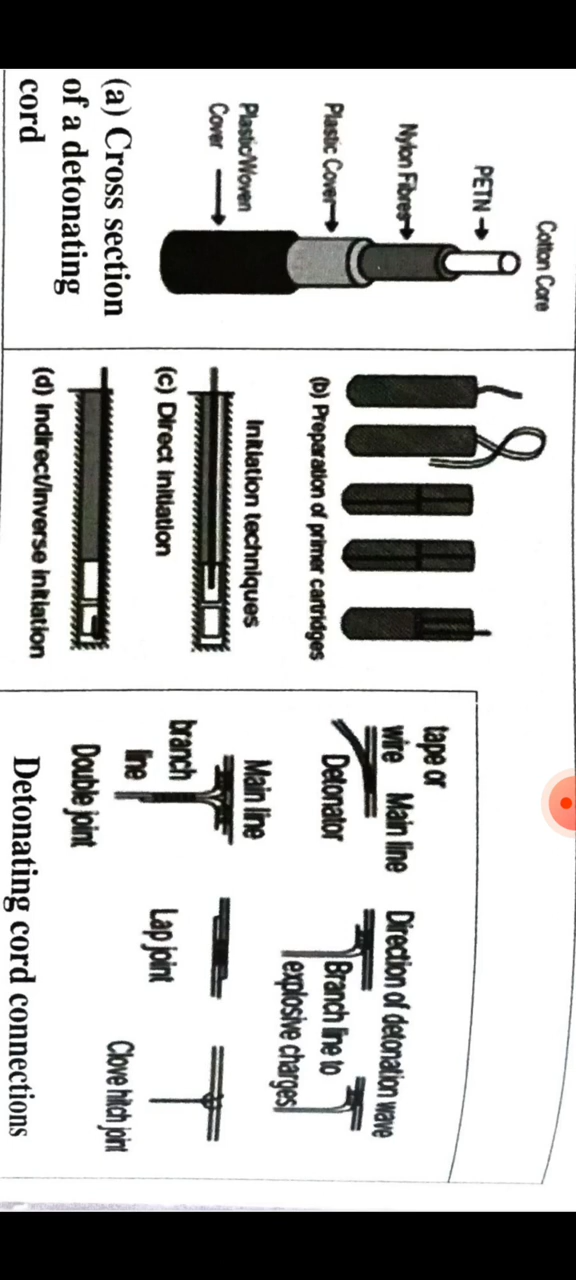 Cotton Core
PETN
Nylon Fibres
Plastic Cover
Plastic/Woven
Cover
(a) Cross section
of a detonating
cord
(b) Preparation of primer cartridges
Initiation techniques
(c) Direct Initiation
(d) Indirect/Inverse Initiation
tape or
wire
Main line
Detonator
Direction of detonation wave
Branch line to
explosive charges
Main line
branch
line
Double joint
Lap joint
Clove hitch joint
Detonating cord connections